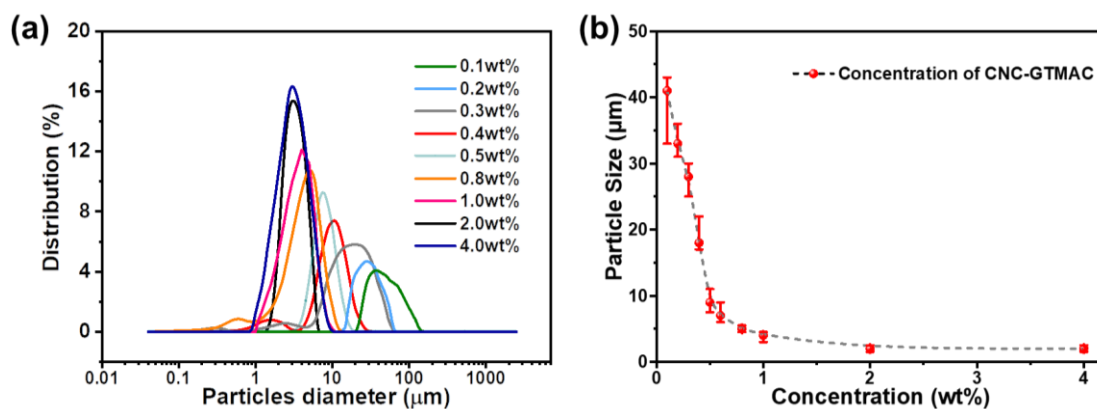 (a)
20
16
12
8
4
0
Distribution (%)
0.1wt%
0.2wt%
0.3wt%
0.4wt%
0.5wt%
0.8wt%
1.0wt%
2.0wt%
4.0wt%
0.01 0.1 1 10 100 1000
Particles diameter (μm)
(b)
50
40
30
20
10
0
Particle Size (μm)
Concentration of CNC-GTMAC
0 1 2 3 4
Concentration (wt%)